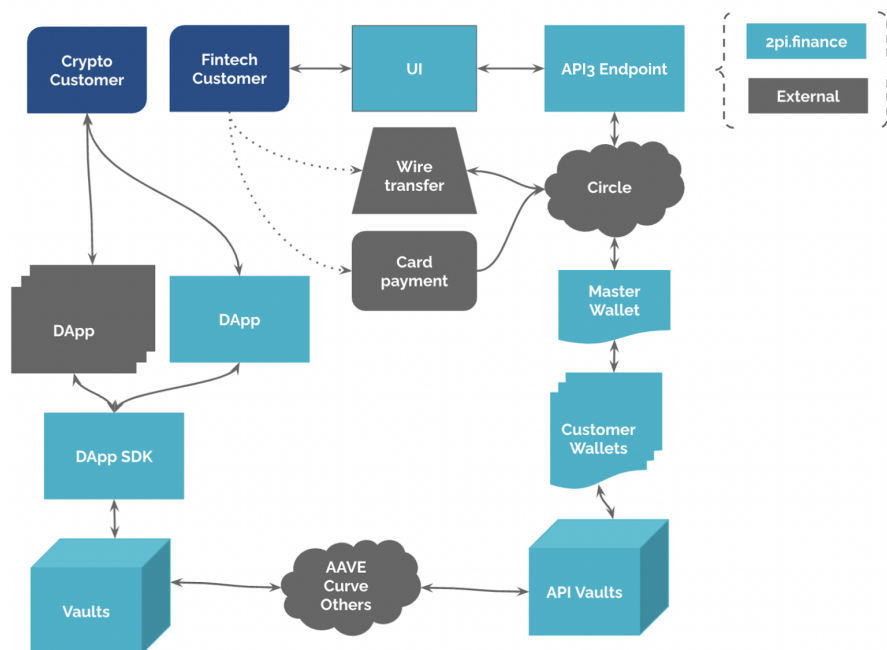 Crypto
Customer
Fintech
Customer
UI
API3 Endpoint
2pi.finance
External
Wire
transfer
Circle
Card
payment
Master
Wallet
DApp
DApp
Customer
Wallets
DApp SDK
AAVE
Curve
Others
Vaults
API Vaults